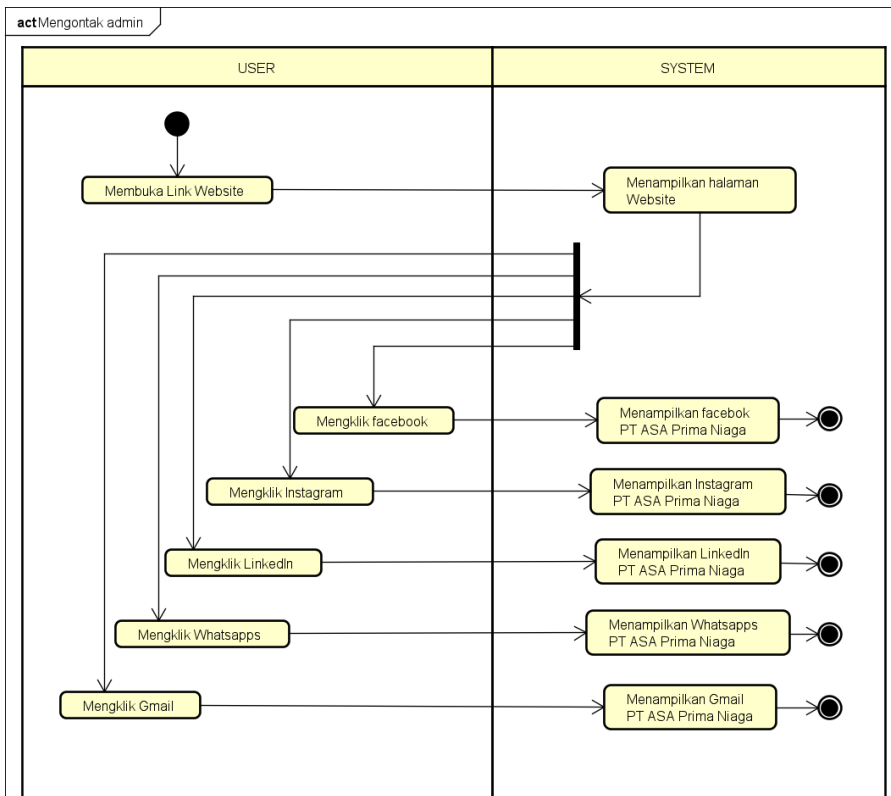 act Mengontak admin
USER
SYSTEM
Membuka Link Website
Menampilkan halaman
Website
Mengklik facebook
Menampilkan facebok
PT ASA Prima Niaga
Mengklik Instagram
Menampilkan Instagram
PT ASA Prima Niaga
Mengklik LinkedIn
Menampilkan LinkedIn
PT ASA Prima Niaga
Mengklik Whatsapps
Menampilkan Whatsapps
PT ASA Prima Niaga
Mengklik Gmail
Menampilkan Gmail
PT ASA Prima Niaga